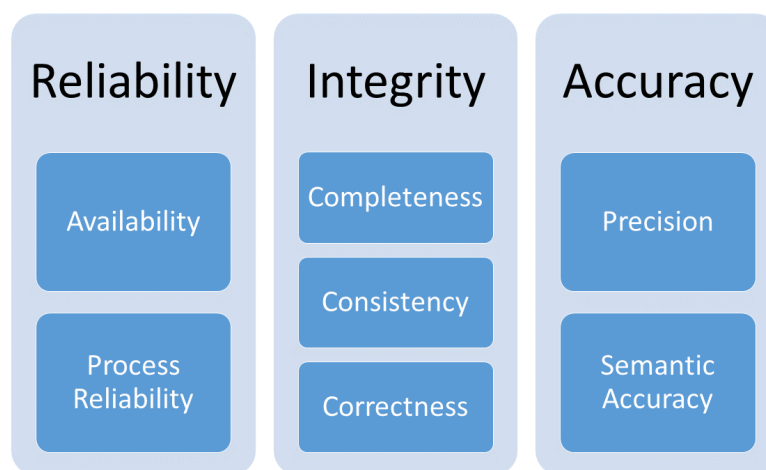 Reliability
Availability
Process
Reliability
Integrity
Completeness
Consistency
Correctness
Accuracy
Precision
Semantic
Accuracy